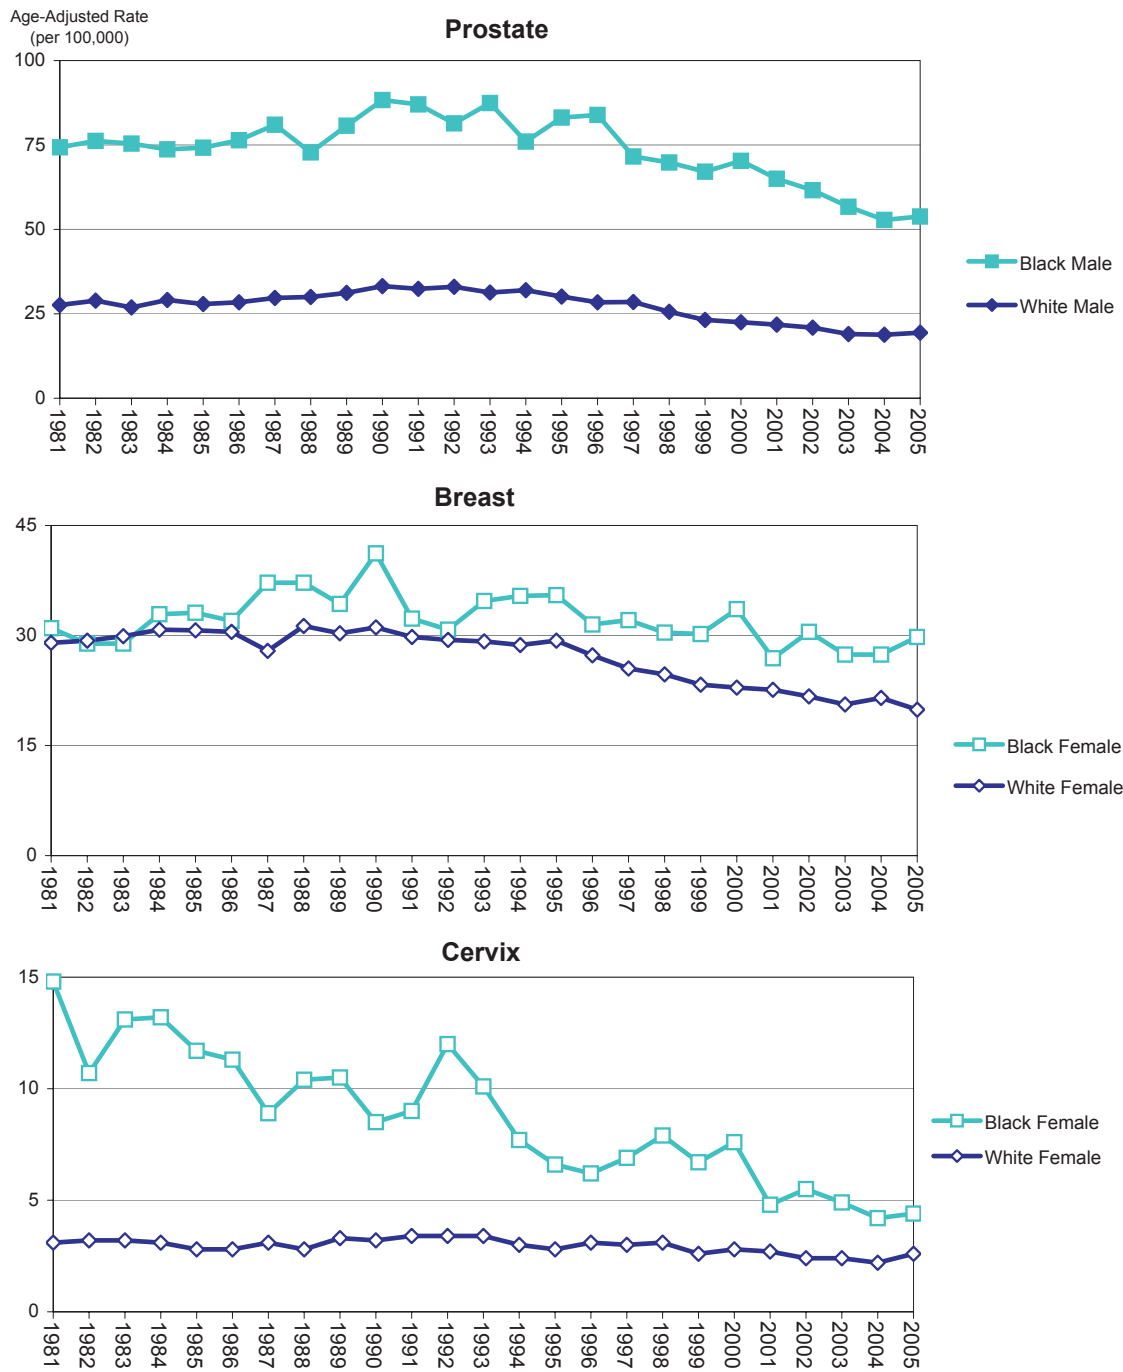 Age-Adjusted Rate
(per 100,000)
Prostate
100
75
50
25
0
1981 1982 1983 1984 1985 1986 1987 1988 1989 1990 1991 1992 1993 1994 1995 1996 1997 1998 1999 2000 2001 2002 2003 2004 2005
Black Male
White Male
Breast
45
30
15
0
1981 1982 1983 1984 1985 1986 1987 1988 1989 1990 1991 1992 1993 1994 1995 1996 1997 1998 1999 2000 2001 2002 2003 2004 2005
Black Female
White Female
Cervix
15
10
5
0
1981 1982 1983 1984 1985 1986 1987 1988 1989 1990 1991 1992 1993 1994 1995 1996 1997 1998 1999 2000 2001 2002 2003 2004 2005
Black Female
White Female